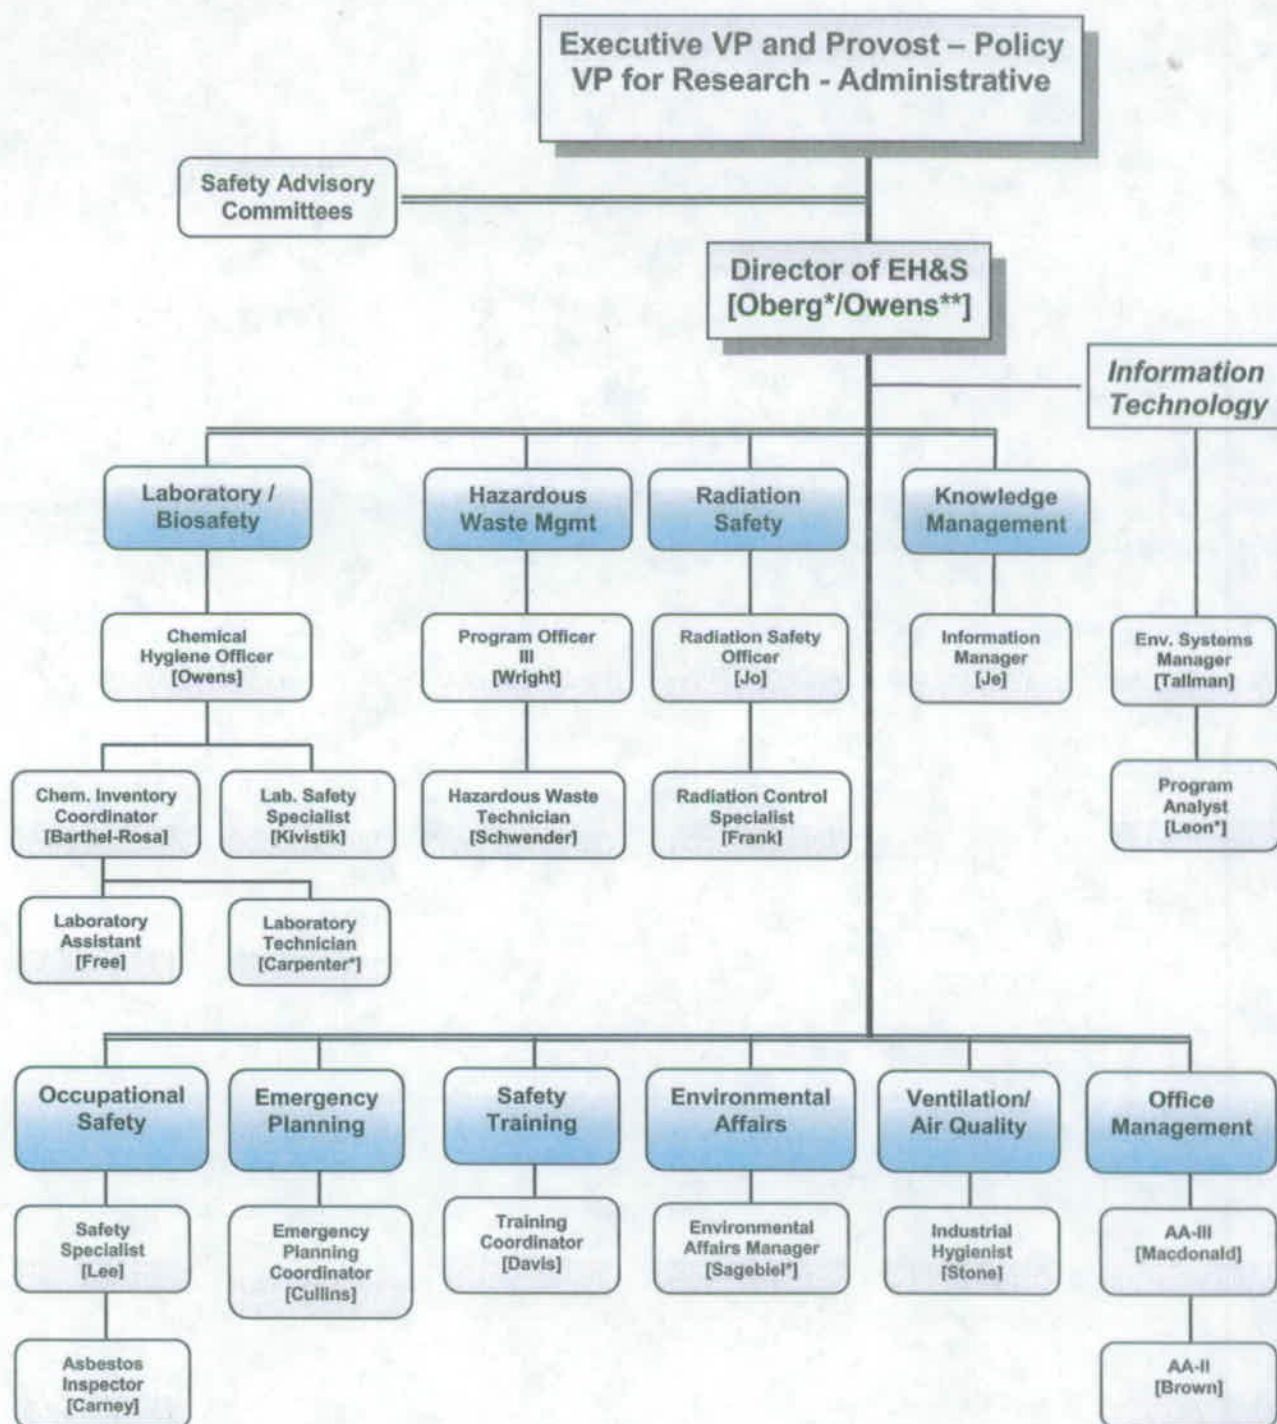 Executive VP and Provost – Policy
VP for Research - Administrative
Safety Advisory
Committees
Director of EH&S
[Oberg*/Owens**]
Information
Technology
Laboratory /
Biosafety
Hazardous
Waste Mgmt
Radiation
Safety
Knowledge
Management
Chemical
Hygiene Officer
[Owens]
Program Officer
III
[Wright]
Radiation Safety
Officer
[Jo]
Information
Manager
[Je]
Env. Systems
Manager
[Tallman]
Chem. Inventory
Coordinator
[Barthel-Rosa]
Lab. Safety
Specialist
[Kivistik]
Hazardous Waste
Technician
[Schwender]
Radiation Control
Specialist
[Frank]
Program
Analyst
[Leon*]
Laboratory
Assistant
[Free]
Laboratory
Technician
[Carpenter*]
Occupational
Safety
Emergency
Planning
Safety
Training
Environmental
Affairs
Ventilation/
Air Quality
Office
Management
Safety
Specialist
[Lee]
Emergency
Planning
Coordinator
[Cullins]
Training
Coordinator
[Davis]
Environmental
Affairs Manager
[Sagebiel*]
Industrial
Hygienist
[Stone]
AA-III
[Macdonald]
Asbestos
Inspector
[Carney]
AA-II
[Brown]